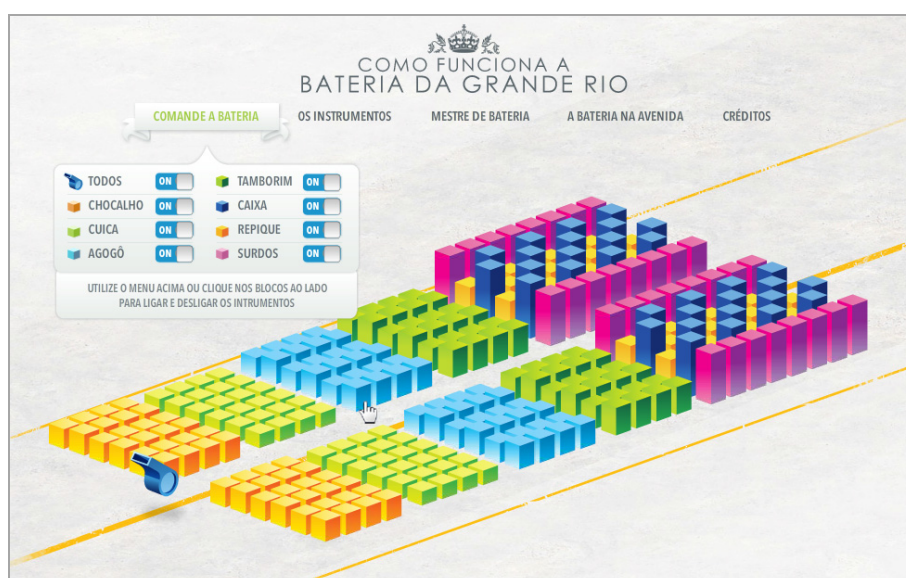 COMO FUNCIONA A
BATERIA DA GRANDE RIO
COMANDE A BATERIA OS INSTRUMENTOS MESTRE DE BATERIA A BATERIA NA AVENIDA CRÉDITOS
TODOS ON TAMBORIM ON
CHOCALHO ON CAIXA ON
CUICA ON REPIQUE ON
AGOGÔ ON SURDOS ON
UTILIZE O MENU ACIMA OU CLIQUE NOS BLOCOS AO LADO
PARA LIGAR E DESLIGAR OS INTRUMENTOS